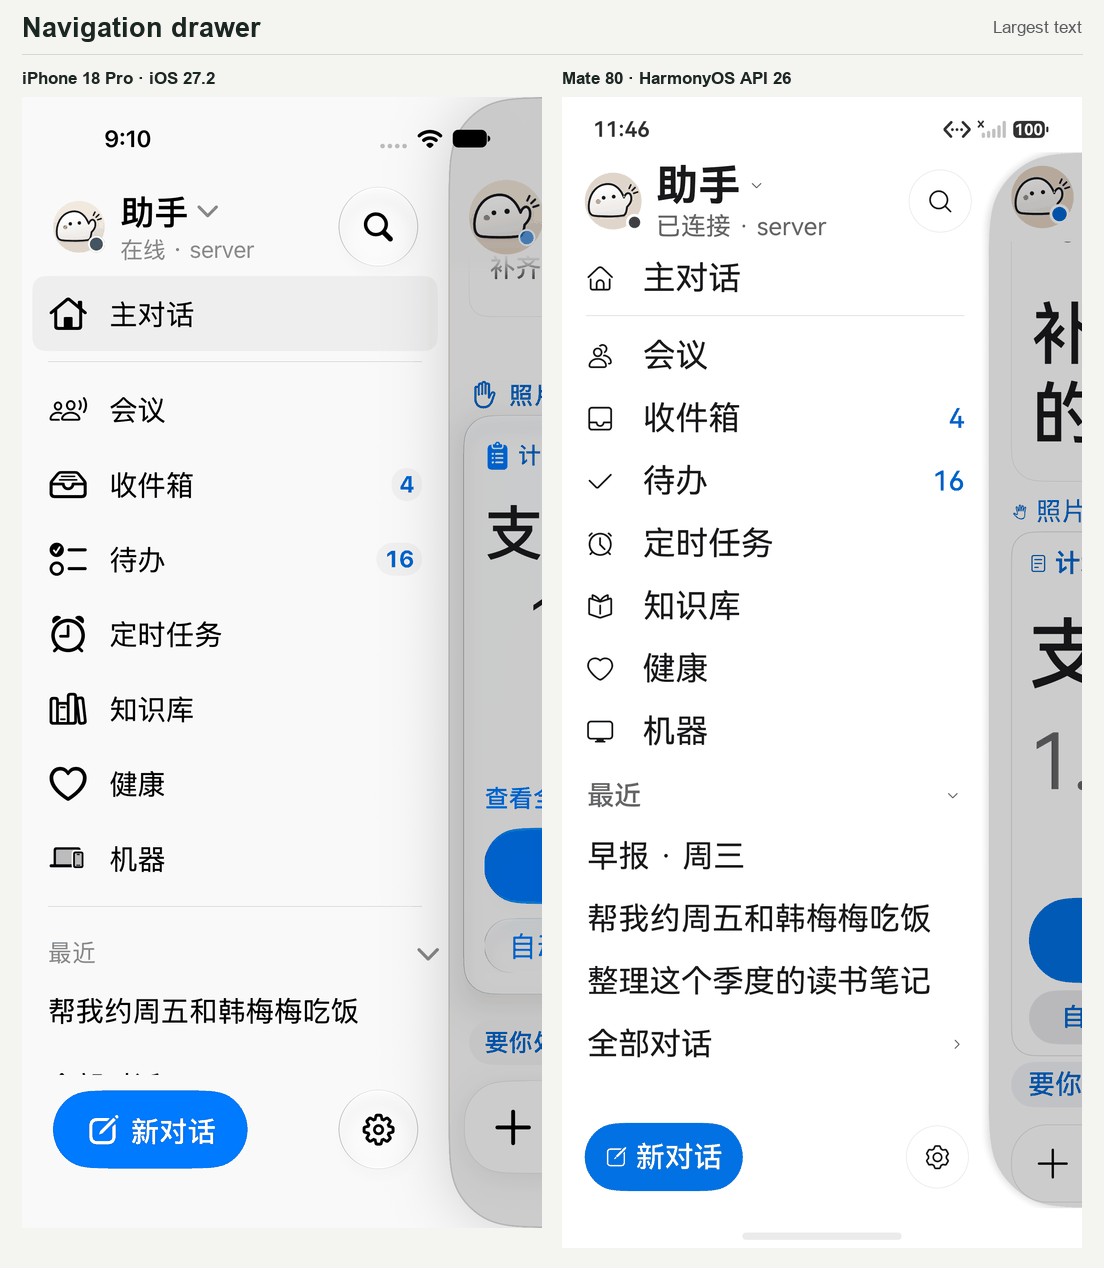 Navigation drawer
Largest text
iPhone 18 Pro · iOS 27.2
9:10
助手
在线 · server
主对话
会议
收件箱
4
待办
16
定时任务
知识库
健康
机器
最近
帮我约周五和韩梅梅吃饭
新对话
补齐
照片
计
支
查看全
自动
要你处
Mate 80 · HarmonyOS API 26
11:46
100
助手
已连接 · server
主对话
会议
收件箱
4
待办
16
定时任务
知识库
健康
机器
最近
早报 · 周三
帮我约周五和韩梅梅吃饭
整理这个季度的读书笔记
全部对话
新对话
补
的
照片
计
支
1.
自
要你